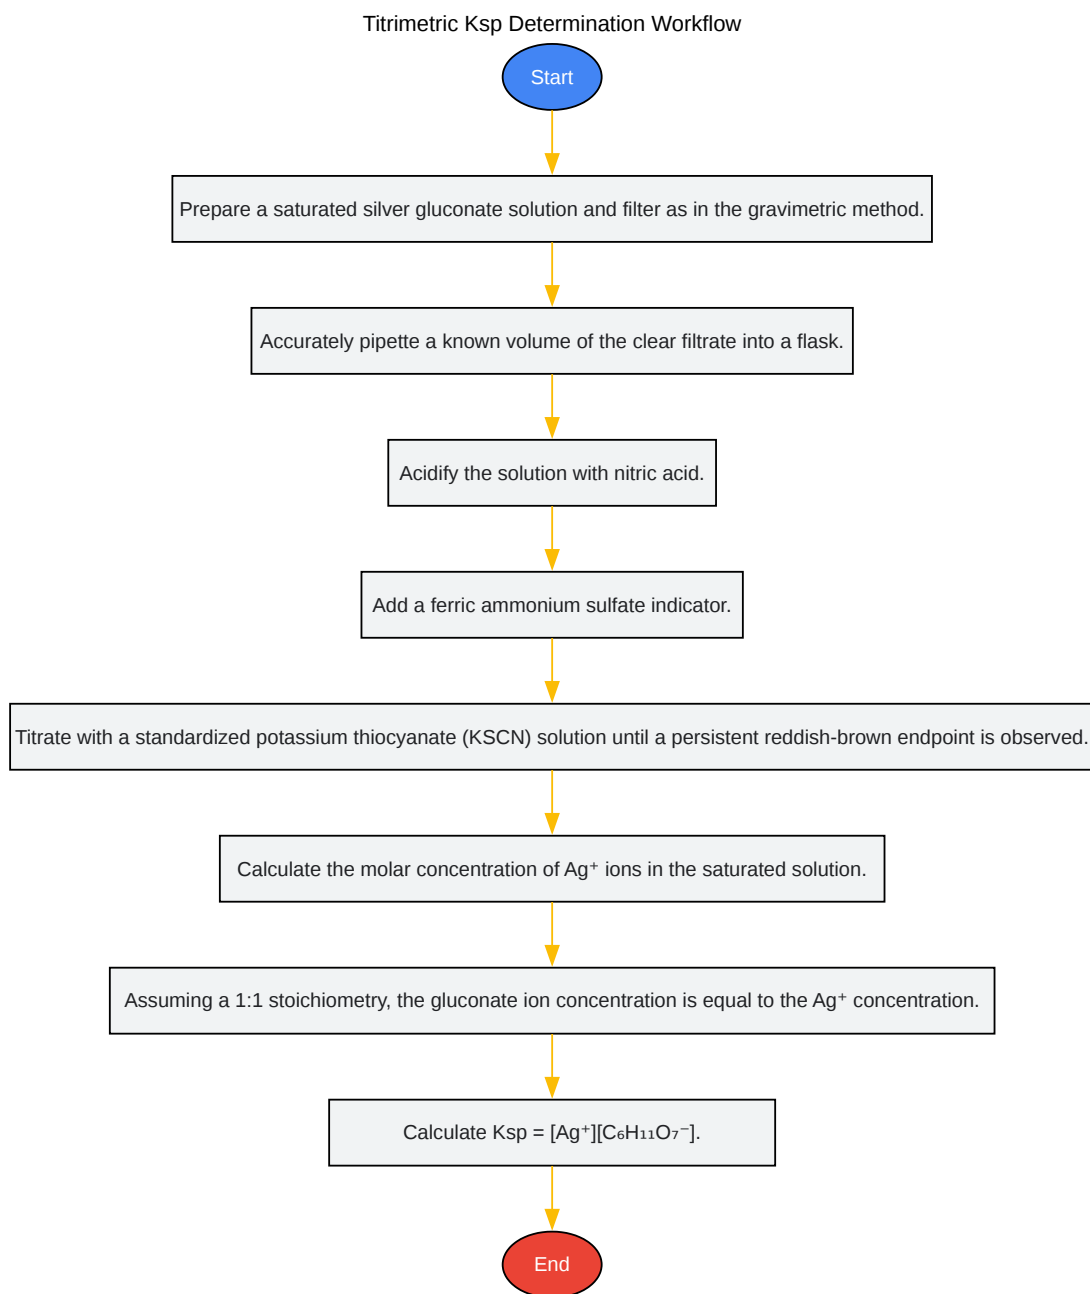 Titrimetric Ksp Determination Workflow
Start
Prepare a saturated silver gluconate solution and filter as in the gravimetric method.
Accurately pipette a known volume of the clear filtrate into a flask.
Acidify the solution with nitric acid.
Add a ferric ammonium sulfate indicator.
Titrate with a standardized potassium thiocyanate (KSCN) solution until a persistent reddish-brown endpoint is observed.
Calculate the molar concentration of Ag⁺ ions in the saturated solution.
Assuming a 1:1 stoichiometry, the gluconate ion concentration is equal to the Ag⁺ concentration.
Calculate Ksp = [Ag⁺][C₆H₁₁O₇⁻].
End